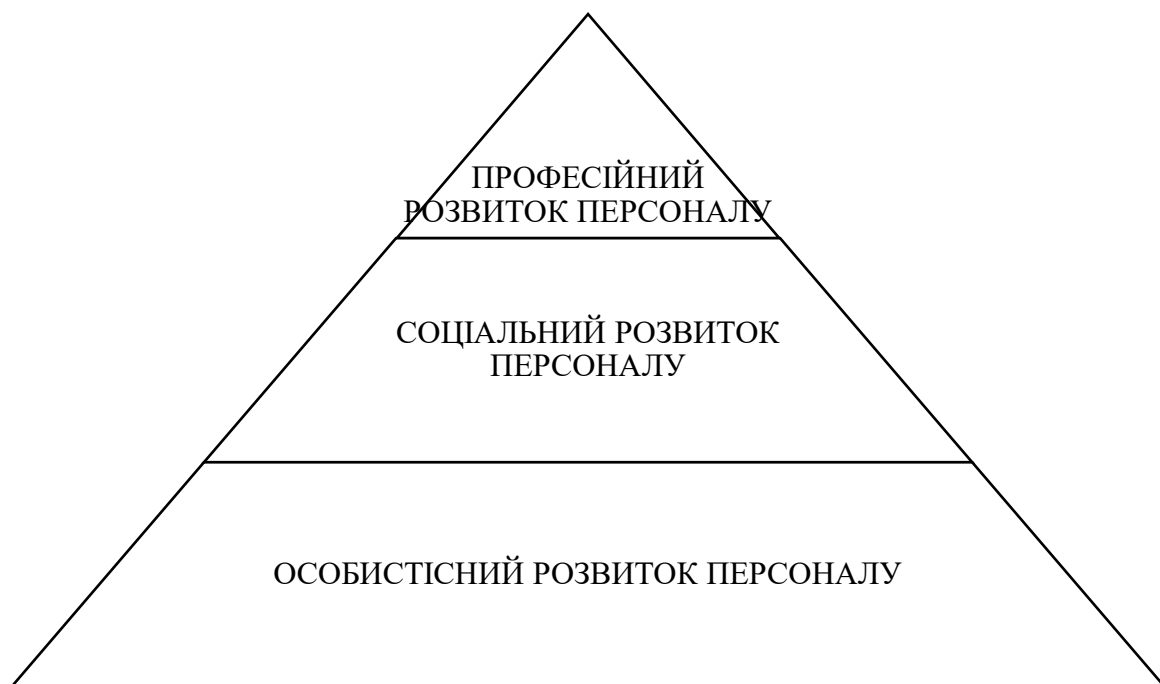 ПРОФЕСІЙНИЙ
РОЗВИТОК ПЕРСОНАЛУ
СОЦІАЛЬНИЙ РОЗВИТОК
ПЕРСОНАЛУ
ОСОБИСТІСНИЙ РОЗВИТОК ПЕРСОНАЛУ